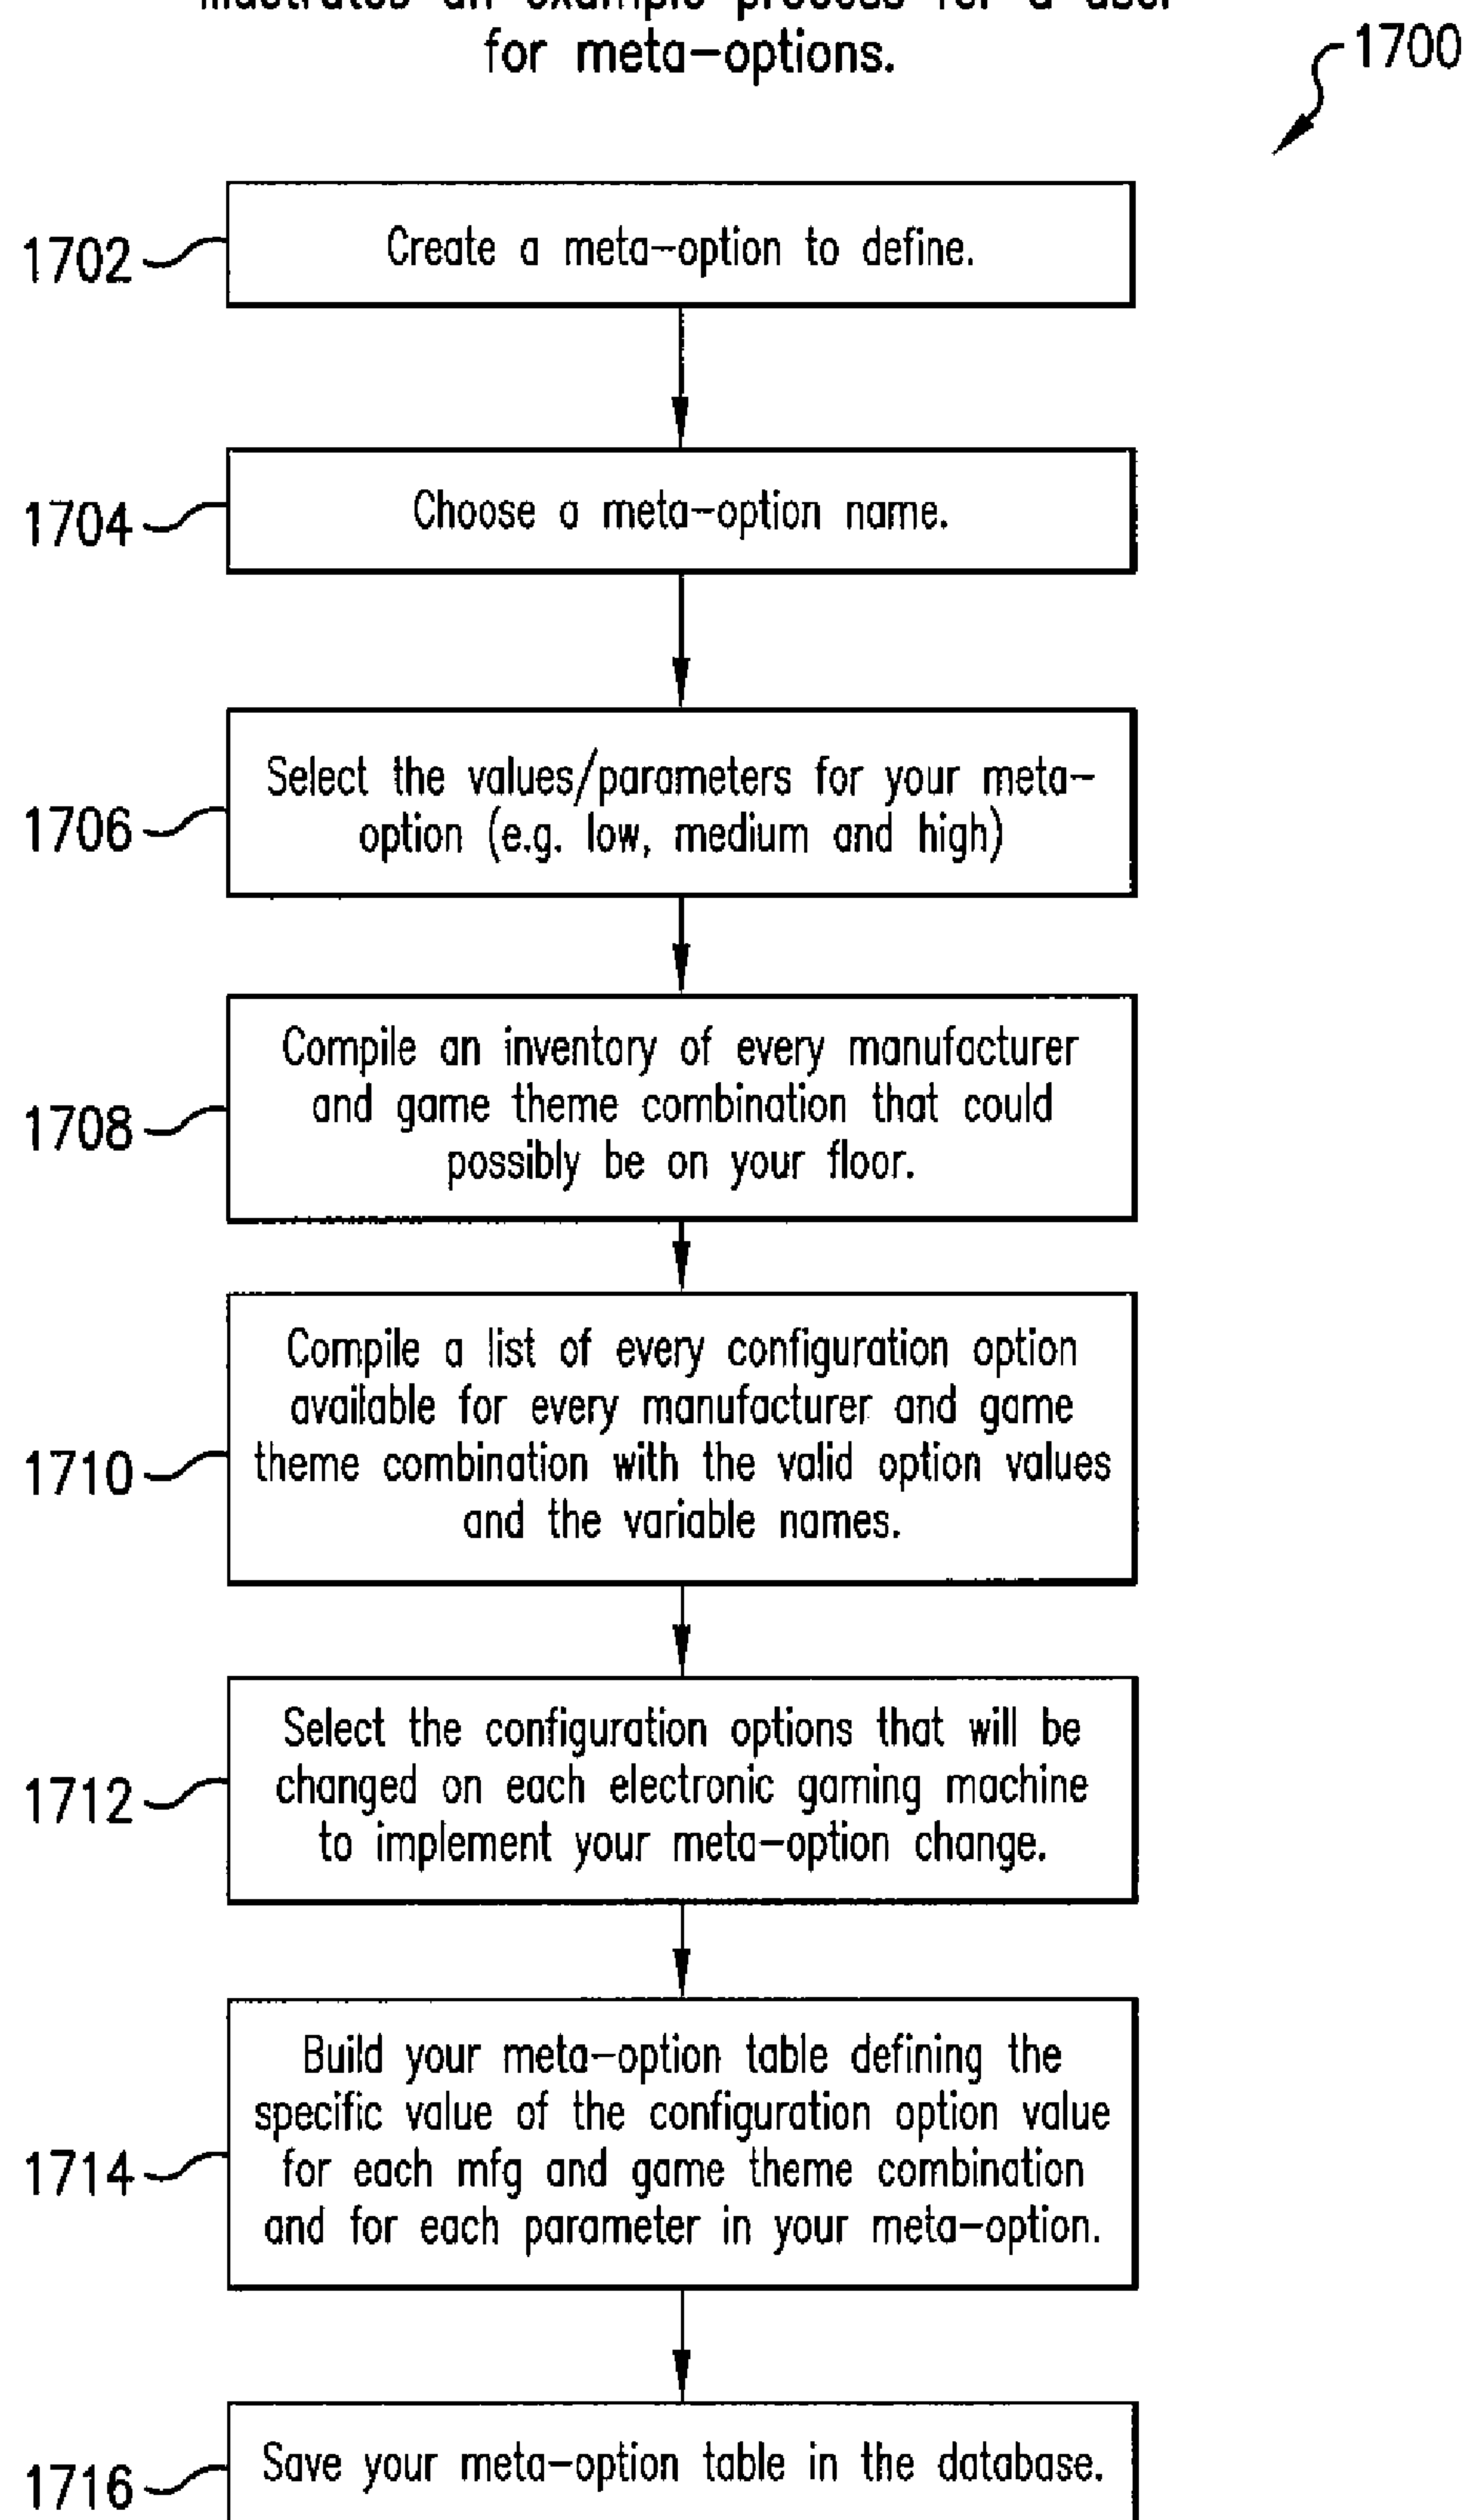 illustrates an example process for a user
for meta-options.
1700
1702
Create a meta-option to define.
1704
Choose a meta-option name.
1706
Select the values/parameters for your meta-
option (e.g. low, medium and high)
1708
Compile an inventory of every manufacturer
and game theme combination that could
possibly be on your floor.
1710
Compile a list of every configuration option
available for every manufacturer and game
theme combination with the valid option values
and the variable names.
1712
Select the configuration options that will be
changed on each electronic gaming machine
to implement your meta-option change.
1714
Build your meta-option table defining the
specific value of the configuration option value
for each mfg and game theme combination
and for each parameter in your meta-option.
1716
Save your meta-option table in the database.